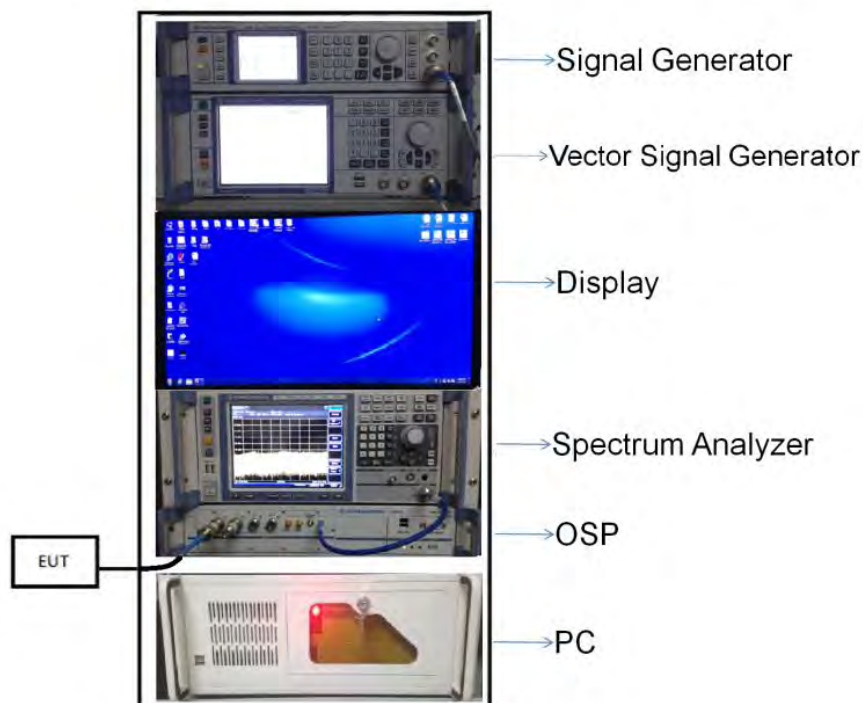 Signal Generator
Vector Signal Generator
Display
Spectrum Analyzer
OSP
EUT
PC